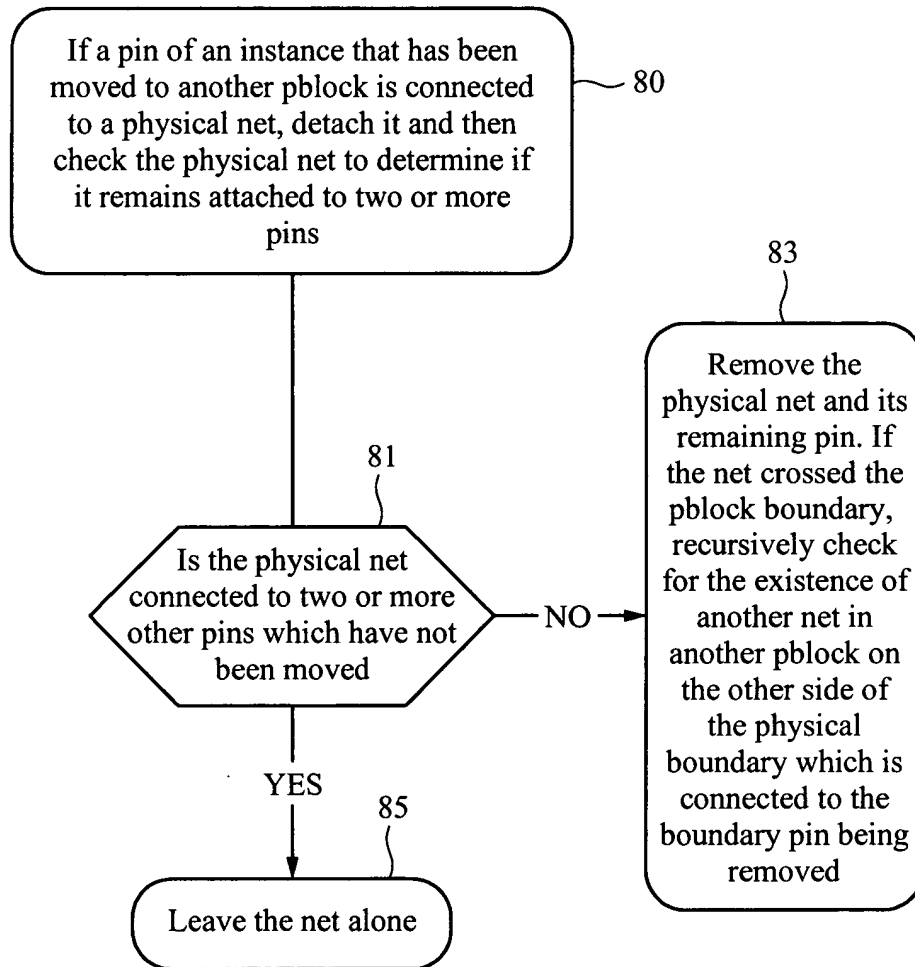 If a pin of an instance that has been
moved to another pblock is connected
to a physical net, detach it and then
check the physical net to determine if
it remains attached to two or more
pins
80
83
Remove the
physical net and its
remaining pin. If
the net crossed the
pblock boundary,
recursively check
for the existence of
another net in
another pblock on
the other side of
the physical
boundary which is
connected to the
boundary pin being
removed
81
Is the physical net
connected to two or more
other pins which have not
been moved
NO
YES
85
Leave the net alone